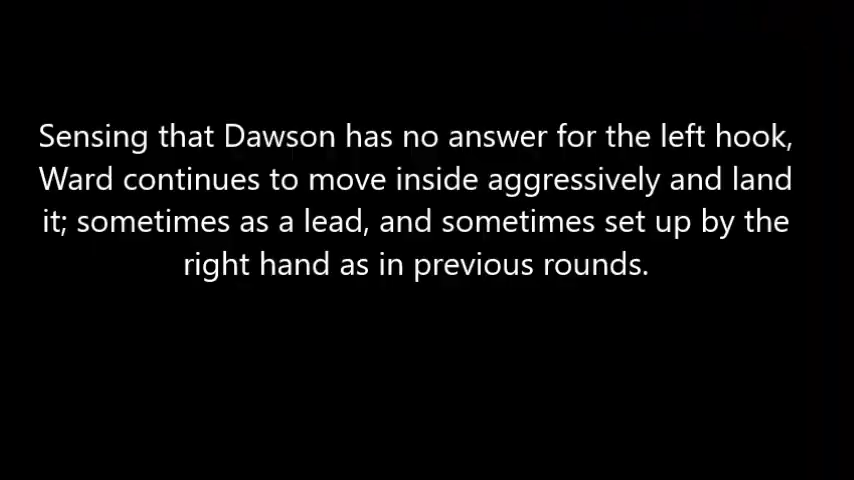 Sensing that Dawson has no answer for the left hook,
Ward continues to move inside aggressively and land
it; sometimes as a lead, and sometimes set up by the
right hand as in previous rounds.